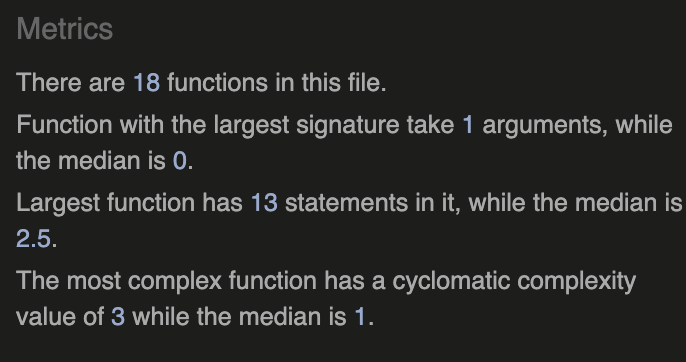 Metrics
There are 18 functions in this file.
Function with the largest signature take 1 arguments, while
the median is 0.
Largest function has 13 statements in it, while the median is
2.5.
The most complex function has a cyclomatic complexity
value of 3 while the median is 1.